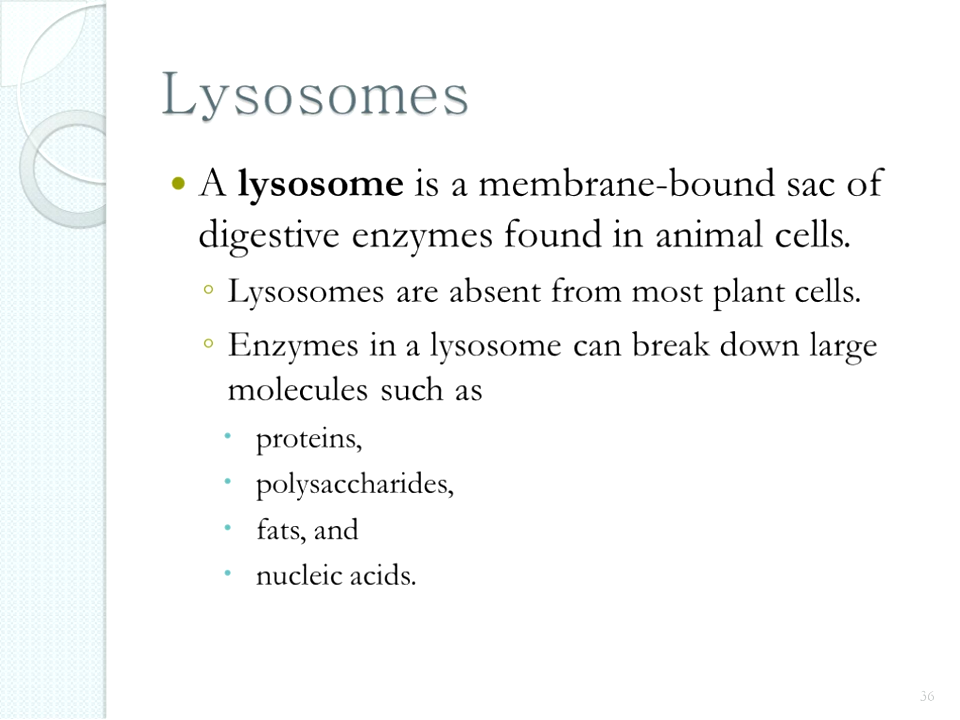 Lysosomes
• A lysosome is a membrane-bound sac of
digestive enzymes found in animal cells.
◦ Lysosomes are absent from most plant cells.
◦ Enzymes in a lysosome can break down large
molecules such as
• proteins,
• polysaccharides,
• fats, and
• nucleic acids.
36